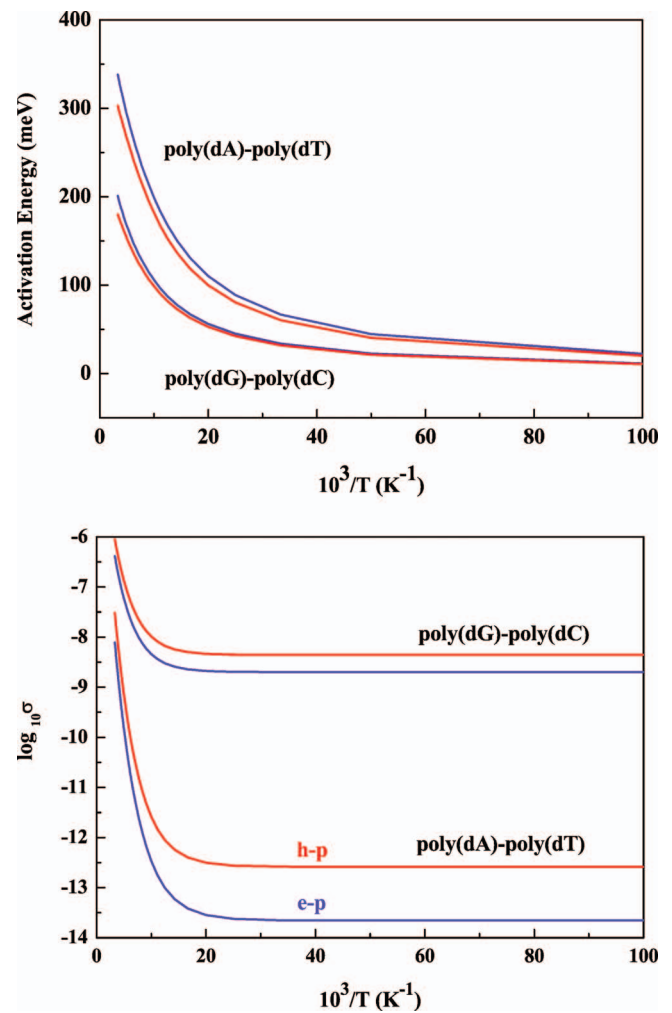 400
300
200
100
0
Activation Energy (meV)
poly(dA)-poly(dT)
poly(dG)-poly(dC)
0 20 40 60 80 100
10³/T (K⁻¹)
-6
-7
-8
-9
-10
-11
-12
-13
-14
log ₁₀σ
poly(dG)-poly(dC)
h-p poly(dA)-poly(dT)
e-p
0 20 40 60 80 100
10³/T (K⁻¹)